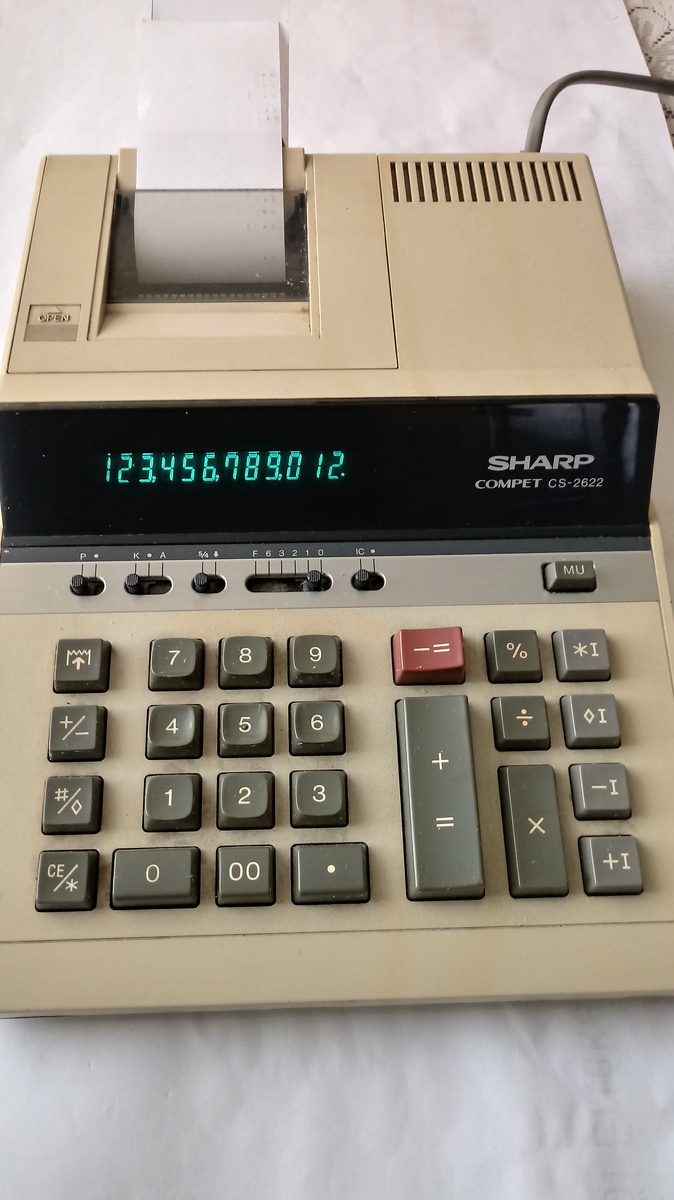 OPEN
123,456,789,012.
SHARP
COMPET CS-2622
P • K • A 5/4 F 6 3 2 1 0 IC •
MU
7 8 9 −= % *I
+/− 4 5 6 ÷ ◊I
#/◊ 1 2 3 + = × −I
CE/* 0 00 • +I